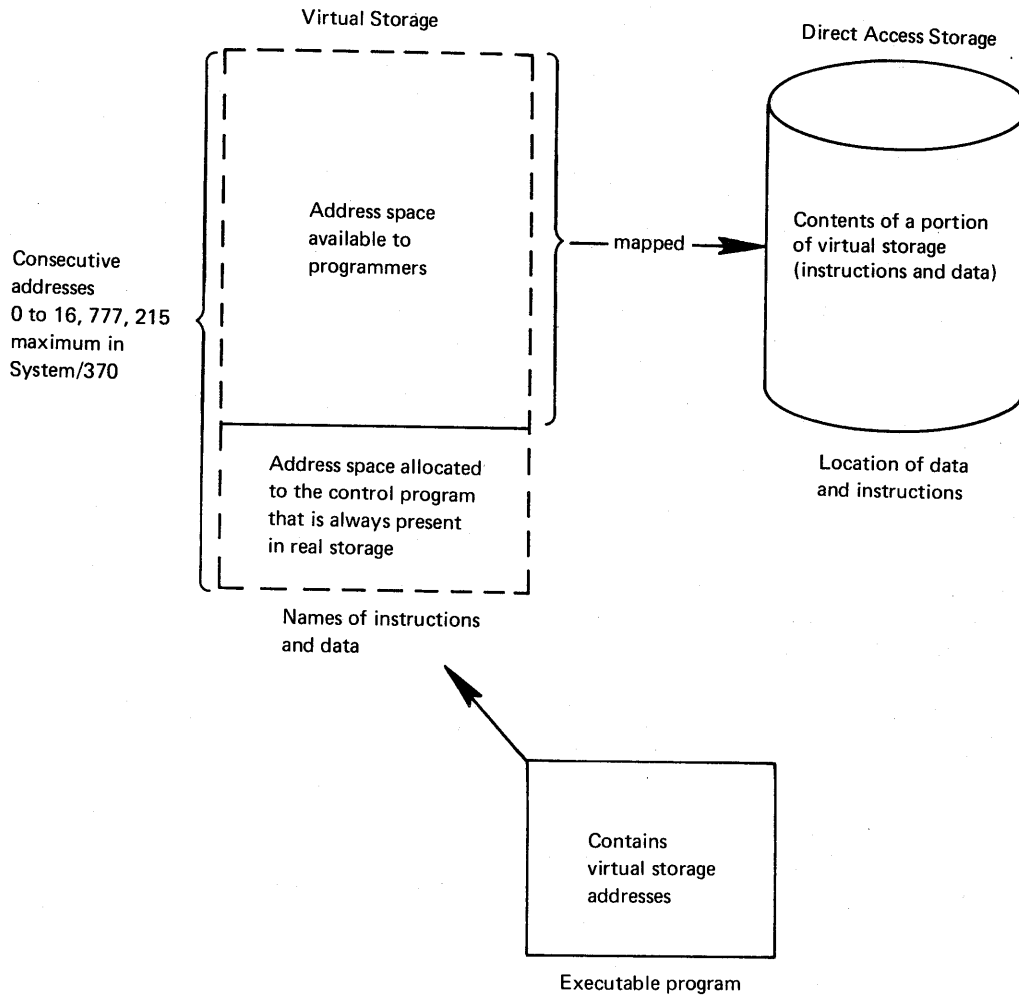 Virtual Storage
Direct Access Storage
Address space
available to
programmers
mapped
Contents of a portion
of virtual storage
(instructions and data)
Consecutive
addresses
0 to 16, 777, 215
maximum in
System/370
Address space allocated
to the control program
that is always present
in real storage
Location of data
and instructions
Names of instructions
and data
Contains
virtual storage
addresses
Executable program